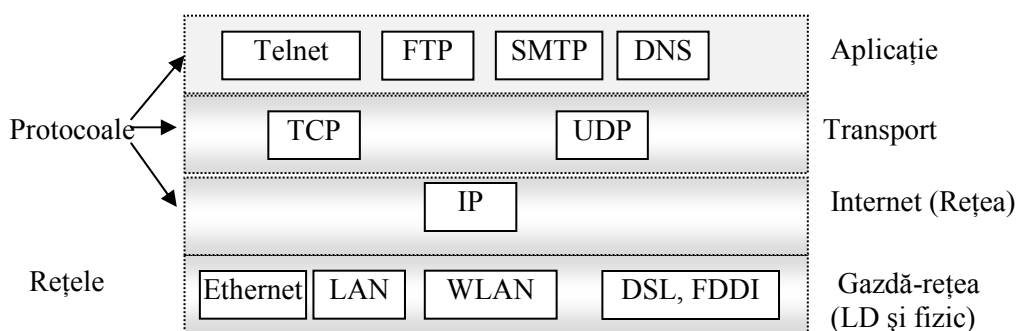 Telnet FTP SMTP DNS Aplicație
Protocoale TCP UDP Transport
IP Internet (Rețea)
Rețele Ethernet LAN WLAN DSL, FDDI Gazdă-rețea
(LD și fizic)